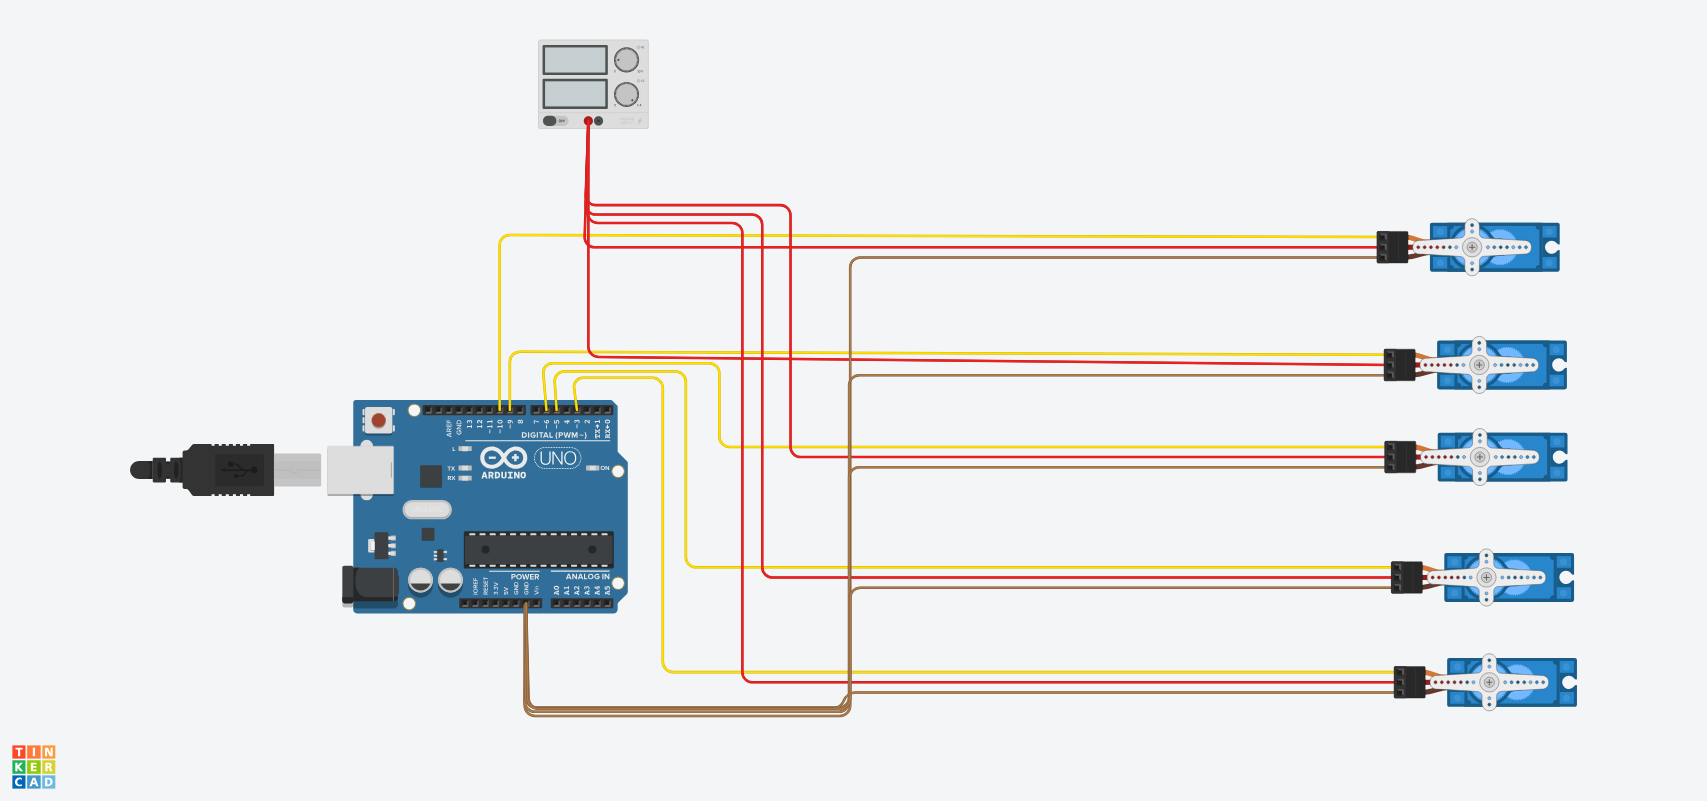 OFF
AREF
GND
13
12
~11
~10
~9
8
7
~6
~5
4
~3
2
TX→1
RX←0
DIGITAL (PWM ~)
L
TX
RX
UNO
ARDUINO
ON
POWER
ANALOG IN
IOREF
RESET
3.3V
5V
GND
GND
Vin
A0
A1
A2
A3
A4
A5
TIN
KER
CAD